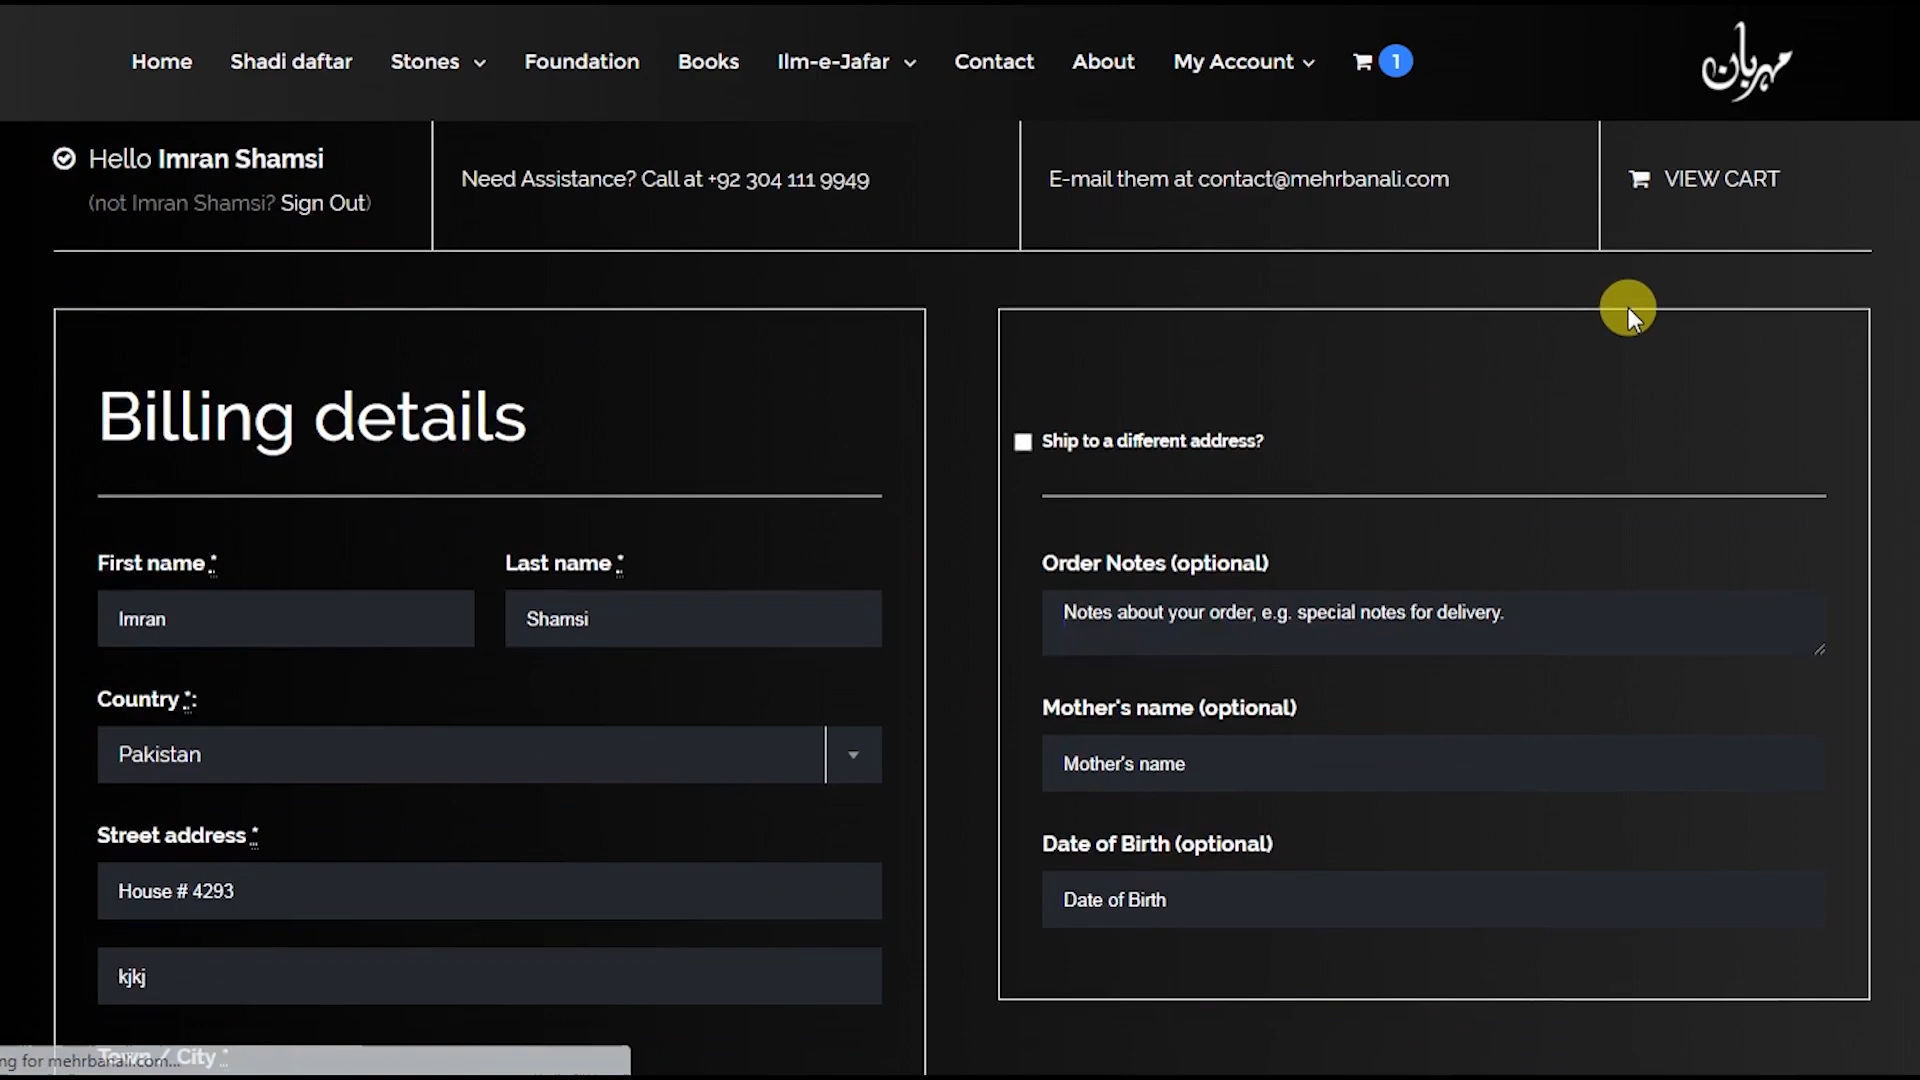 Home Shadi daftar Stones Foundation Books Ilm-e-Jafar Contact About My Account 1
مہربان
Hello Imran Shamsi
(not Imran Shamsi? Sign Out)
Need Assistance? Call at +92 304 111 9949
E-mail them at contact@mehrbanali.com
VIEW CART
Billing details
First name *
Last name *
Imran
Shamsi
Country *:
Pakistan
Street address *
House # 4293
kjkj
Town / City *
ng for mehrbanali.com...
Ship to a different address?
Order Notes (optional)
Notes about your order, e.g. special notes for delivery.
Mother's name (optional)
Mother's name
Date of Birth (optional)
Date of Birth